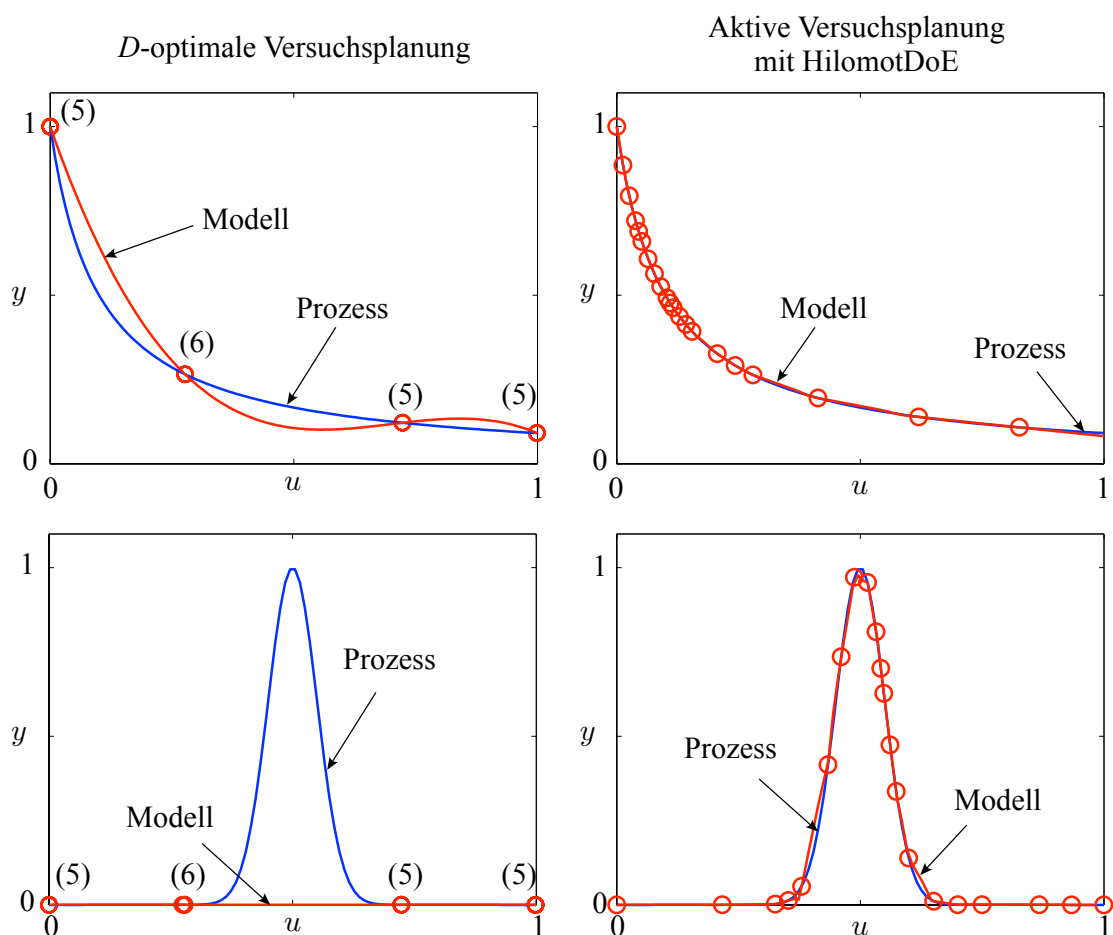 D-optimale Versuchsplanung
Aktive Versuchsplanung
mit HilomotDoE
1
(5)
Modell
y
Prozess
(6)
(5)
(5)
0
0
u
1
1
Modell
y
Prozess
0
0
u
1
1
Prozess
y
Modell
(5)
(6)
(5)
(5)
0
0
u
1
1
y
Prozess
Modell
0
0
u
1